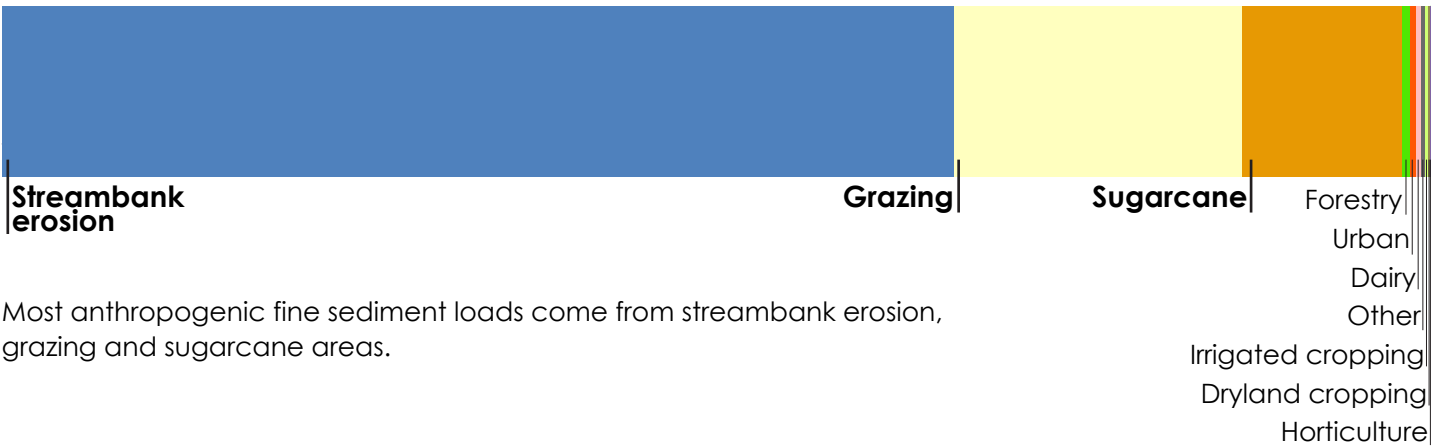 Streambank
erosion
Grazing
Sugarcane
Forestry
Urban
Dairy
Other
Irrigated cropping
Dryland cropping
Horticulture
Most anthropogenic fine sediment loads come from streambank erosion,
grazing and sugarcane areas.